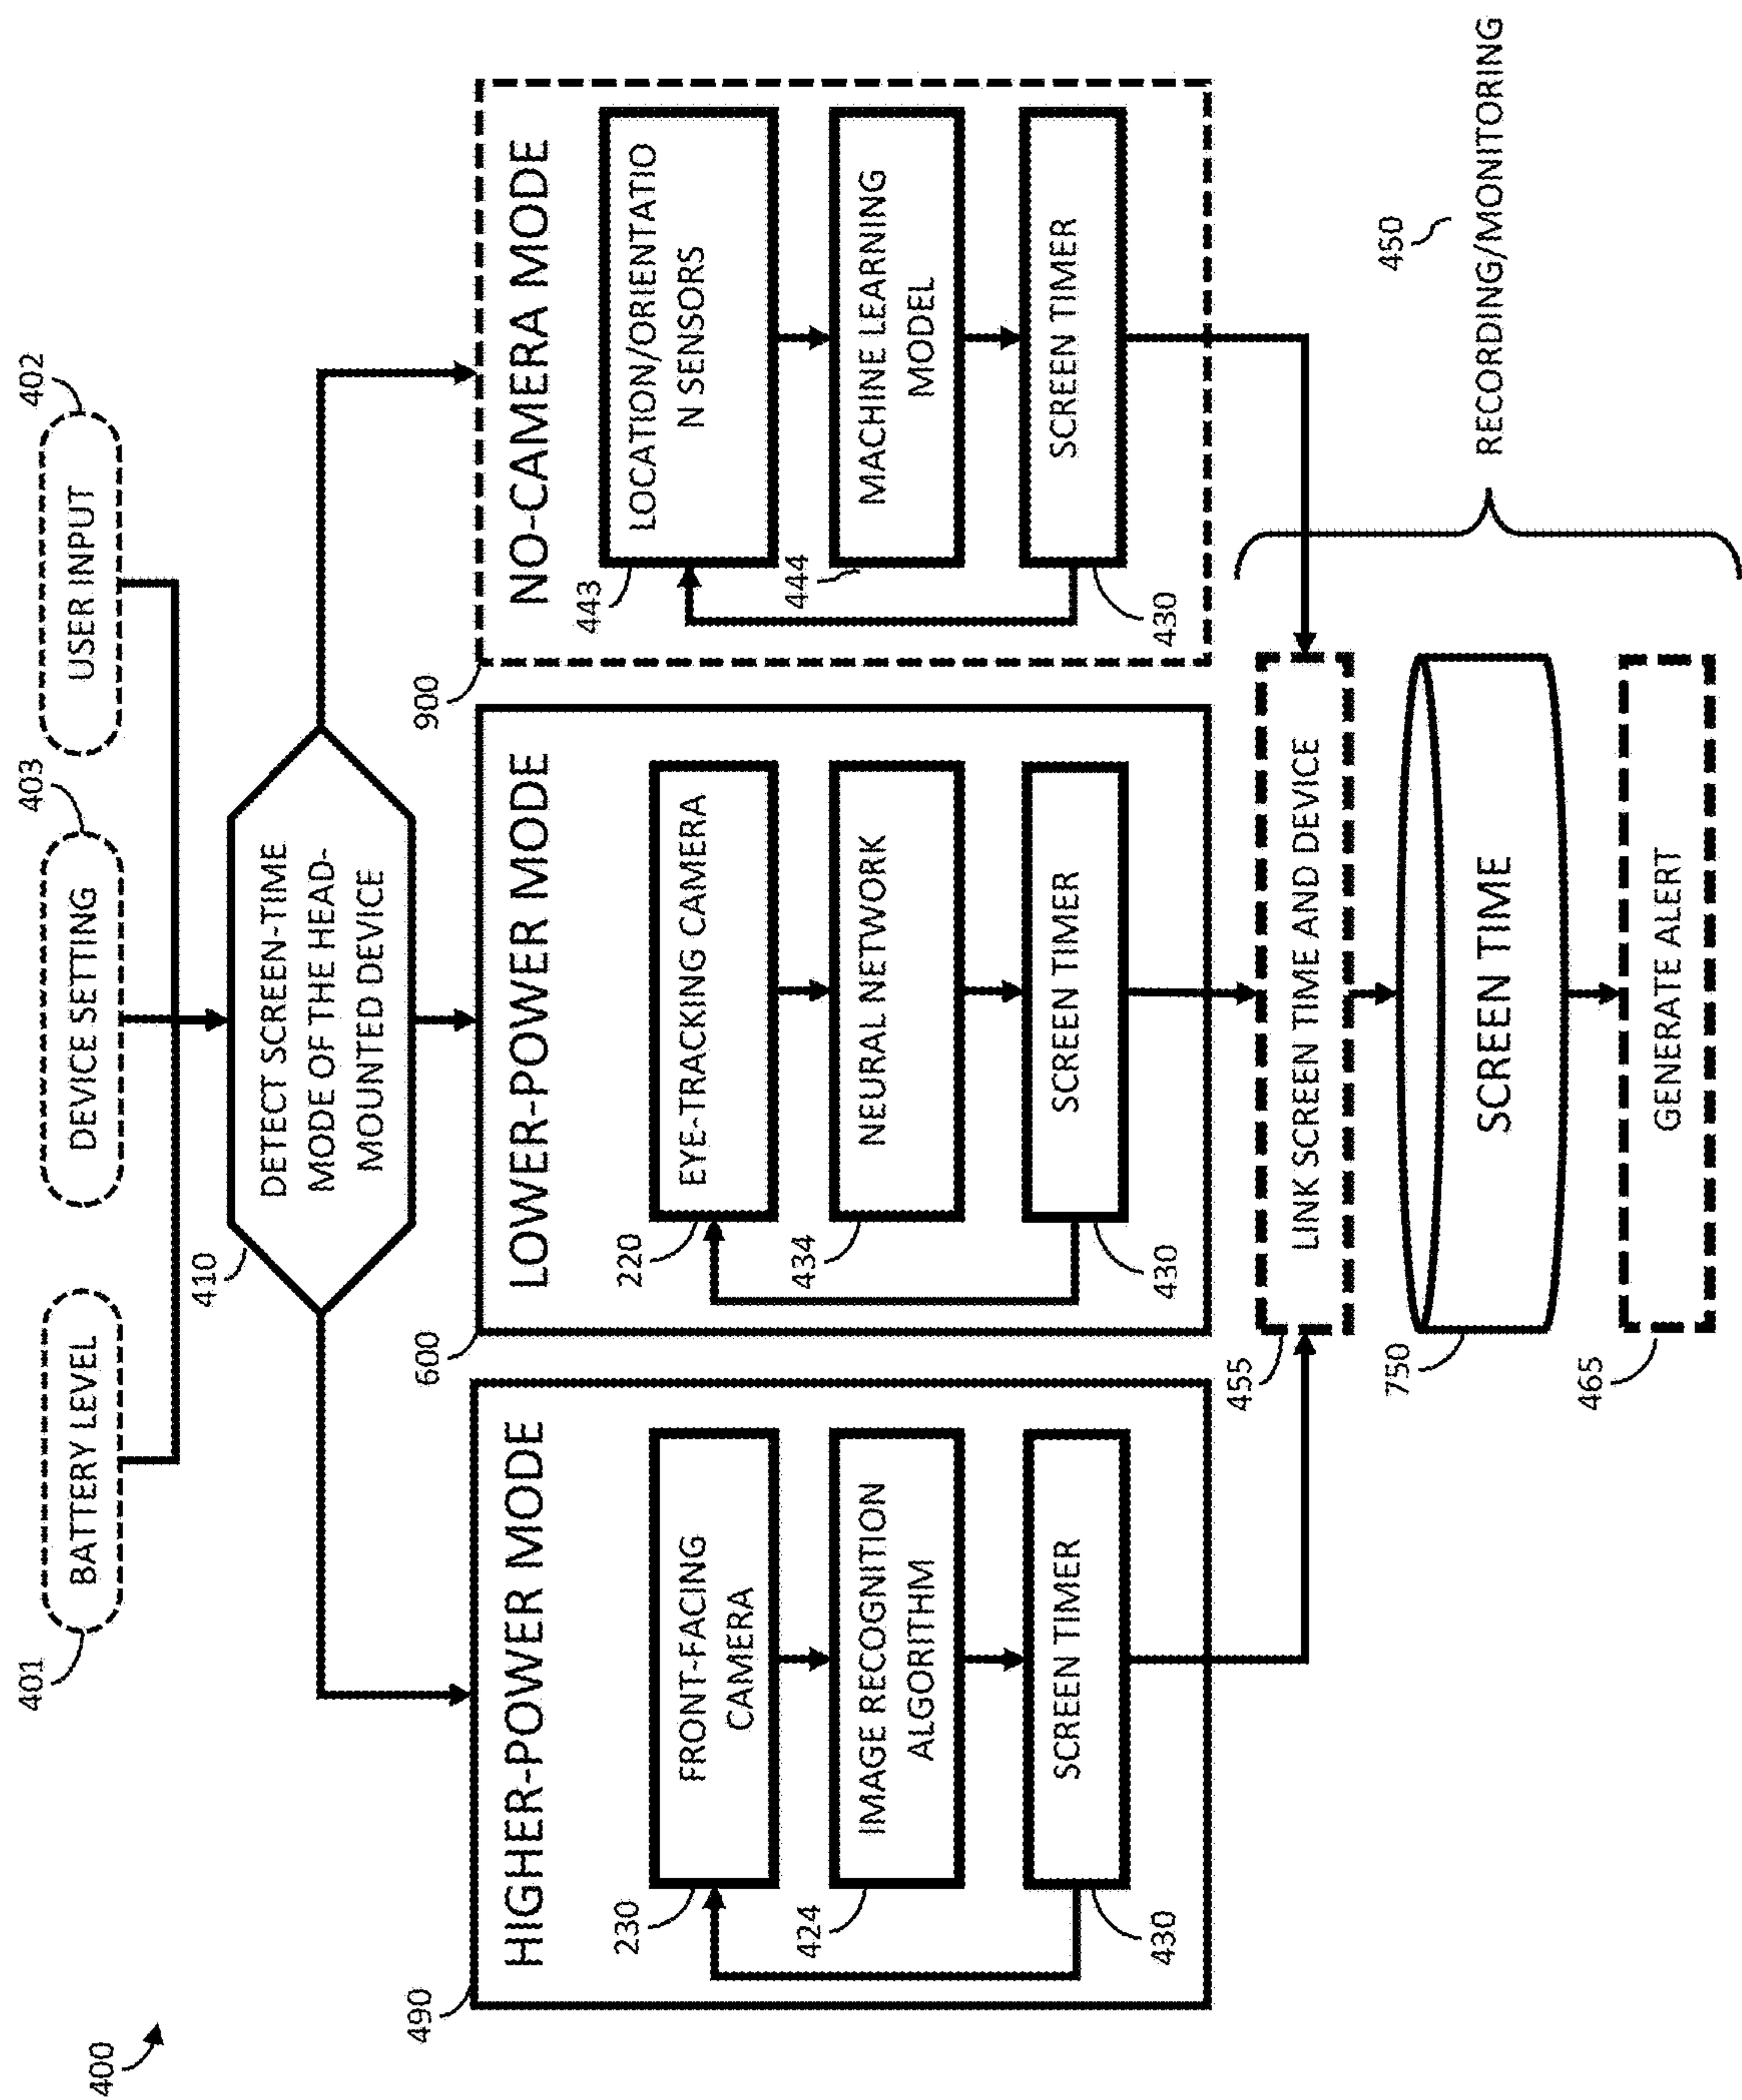 400
401
BATTERY LEVEL
403
DEVICE SETTING
402
USER INPUT
410
DETECT SCREEN-TIME
MODE OF THE HEAD-
MOUNTED DEVICE
490
HIGHER-POWER MODE
230
FRONT-FACING
CAMERA
424
IMAGE RECOGNITION
ALGORITHM
430
SCREEN TIMER
600
LOWER-POWER MODE
220
EYE-TRACKING CAMERA
434
NEURAL NETWORK
430
SCREEN TIMER
900
NO-CAMERA MODE
443
LOCATION/ORIENTATIO
N SENSORS
444
MACHINE LEARNING
MODEL
430
SCREEN TIMER
455
LINK SCREEN TIME AND DEVICE
750
SCREEN TIME
465
GENERATE ALERT
450
RECORDING/MONITORING